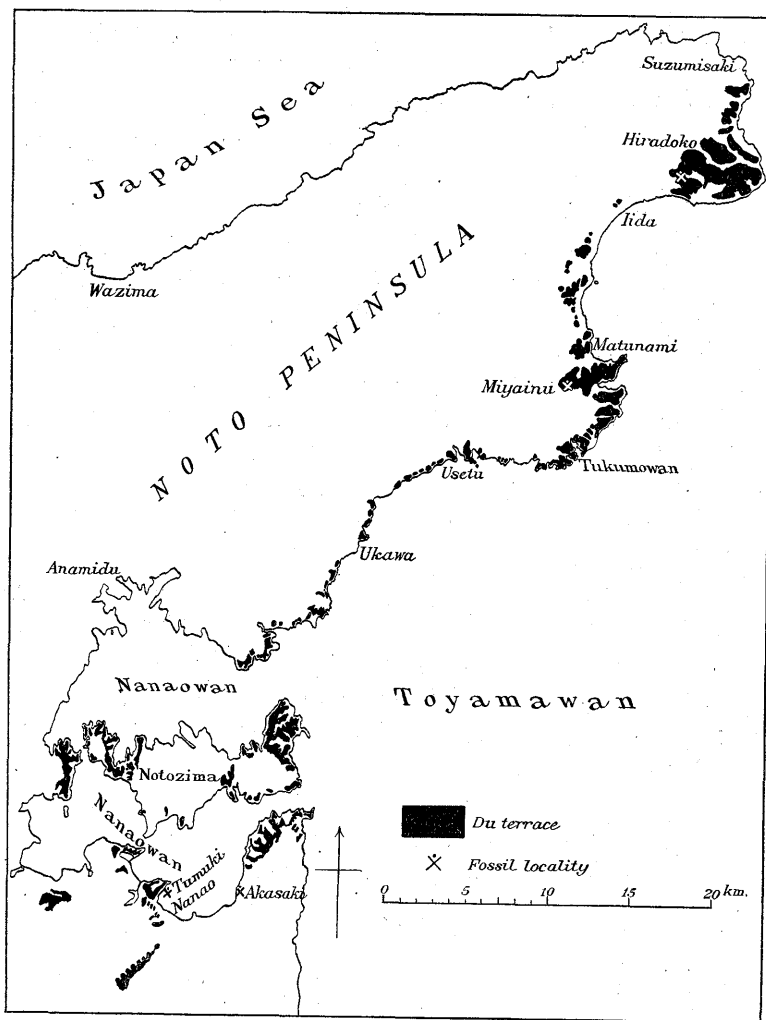 Suzumisaki
Japan Sea
Hiradoko
Iida
NOTO PENINSULA
Wazima
Matunami
Miyainu
Tukumowan
Usetu
Ukawa
Anamidu
Nanaowan
Toyamawan
Notozima
Nanaowan
Du terrace
Fossil locality
Tumuki
Nanao
Akasaki
0 5 10 15 20 km.